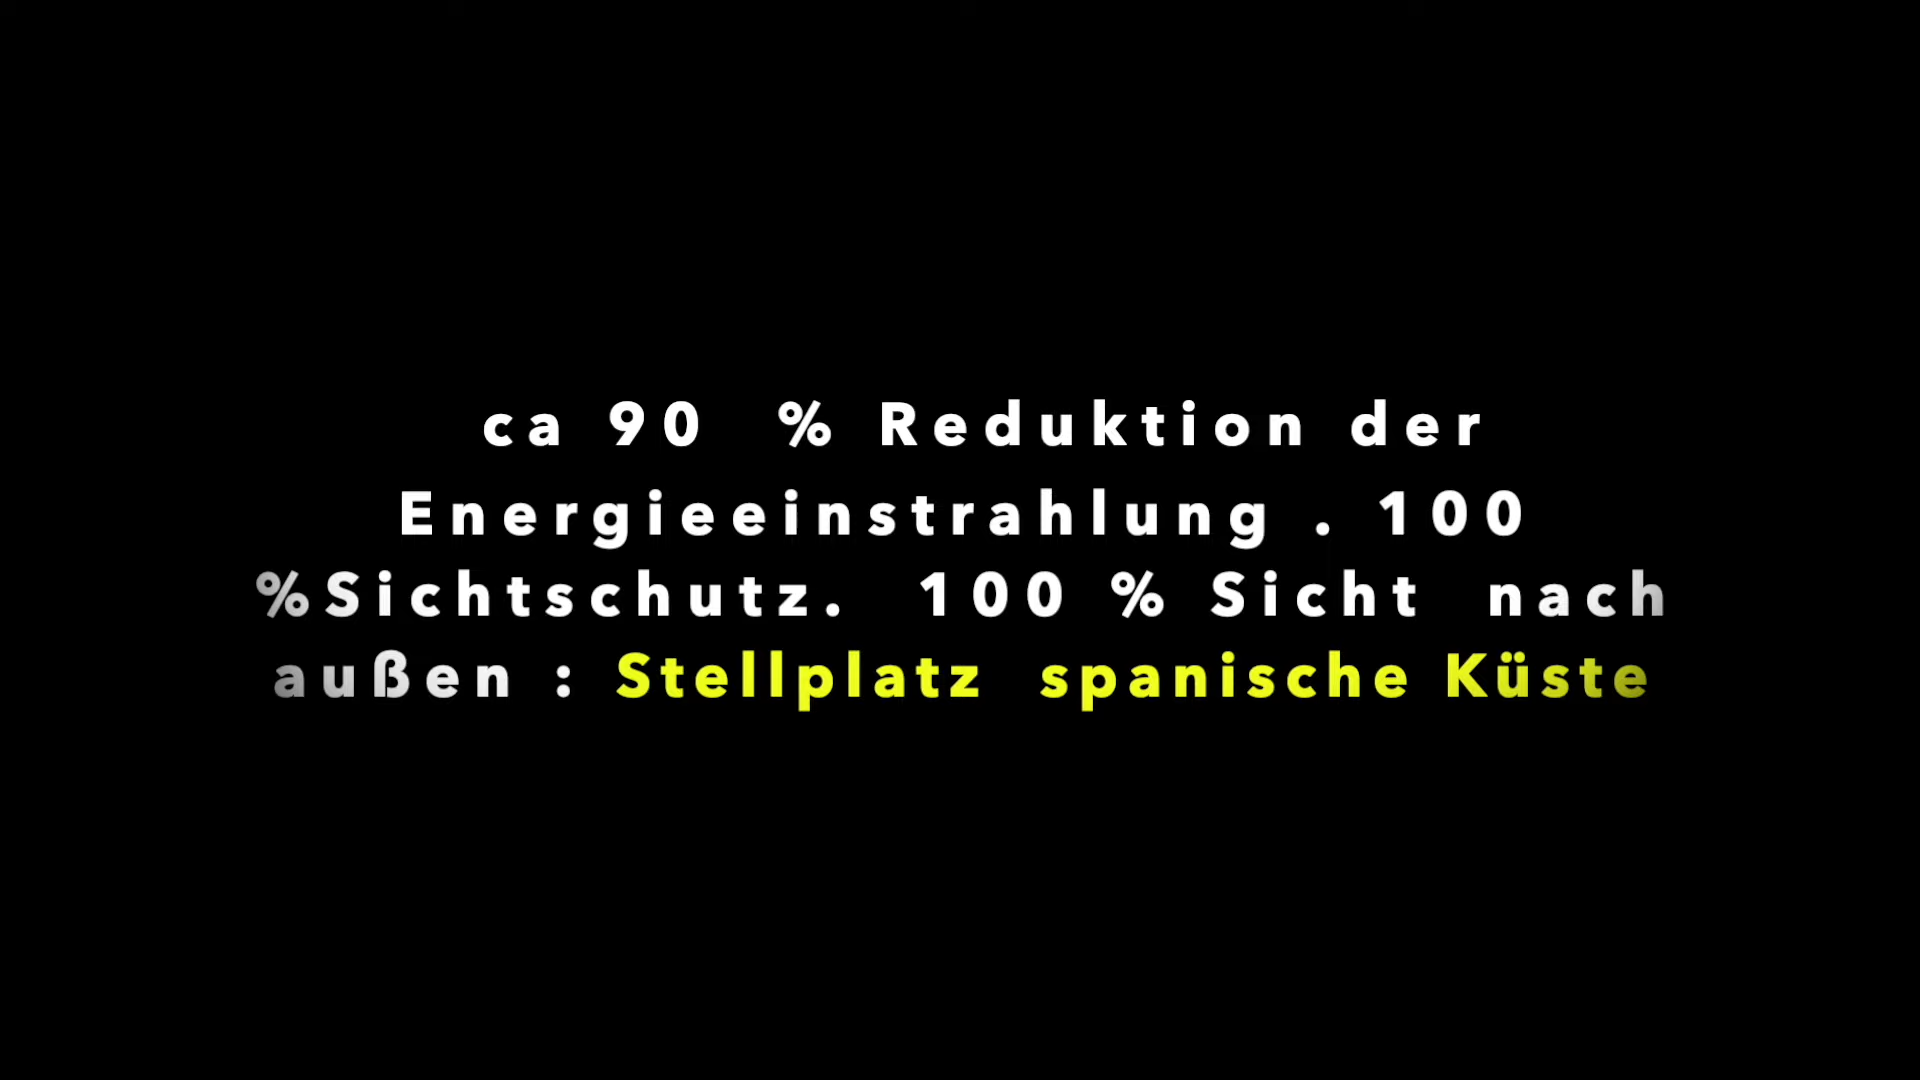 ca 90 % Reduktion der
Energieeinstrahlung . 100
%Sichtschutz. 100 % Sicht nach
außen : Stellplatz spanische Küste